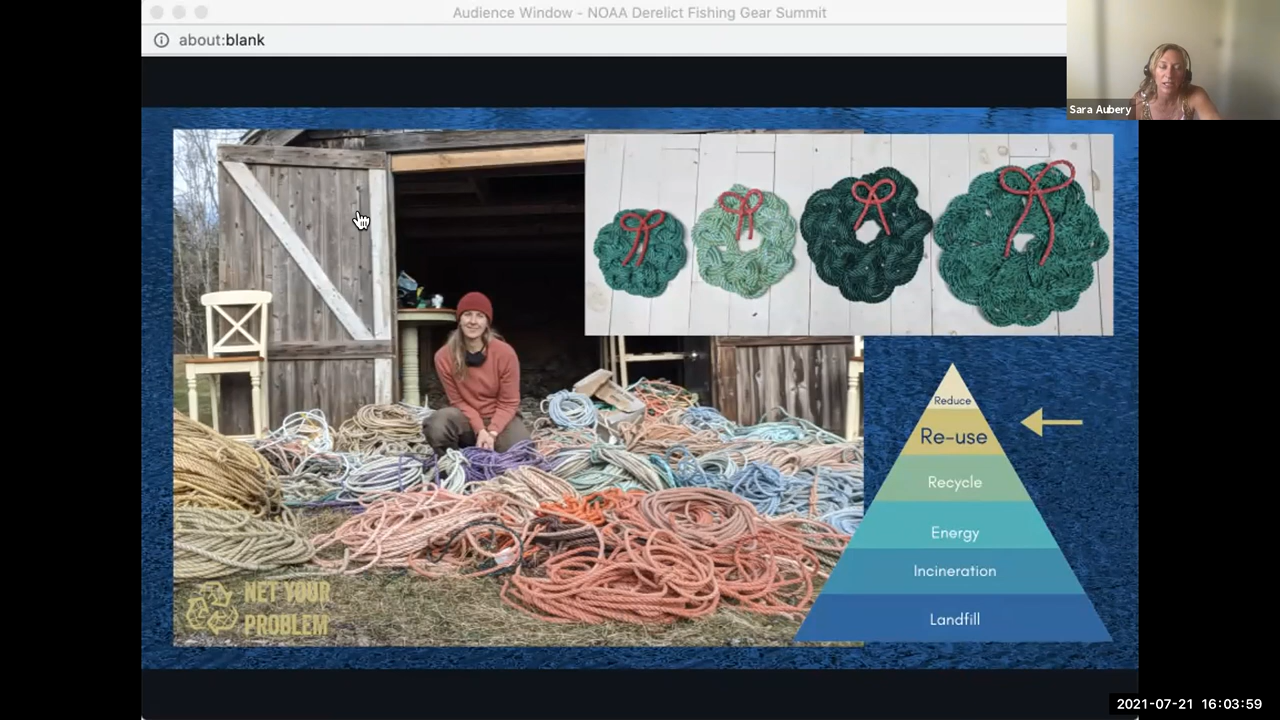 Audience Window - NOAA Derelict Fishing Gear Summit
about:blank
Sara Aubery
Reduce
Re-use
Recycle
Energy
Incineration
Landfill
NET YOUR
PROBLEM
2021-07-21 16:03:59